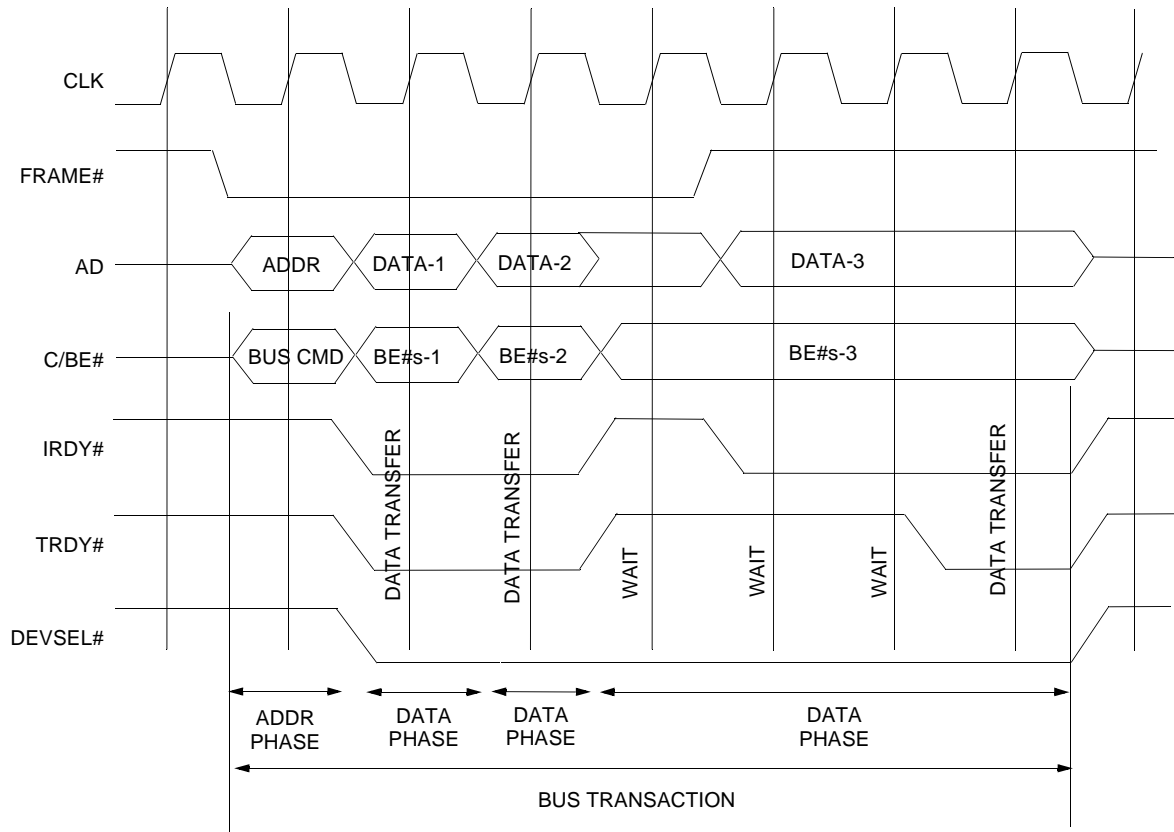 CLK
FRAME#
AD
ADDR
DATA-1
DATA-2
DATA-3
C/BE#
BUS CMD
BE#s-1
BE#s-2
BE#s-3
IRDY#
TRDY#
DEVSEL#
DATA TRANSFER
DATA TRANSFER
WAIT
WAIT
WAIT
DATA TRANSFER
ADDR
PHASE
DATA
PHASE
DATA
PHASE
DATA
PHASE
BUS TRANSACTION